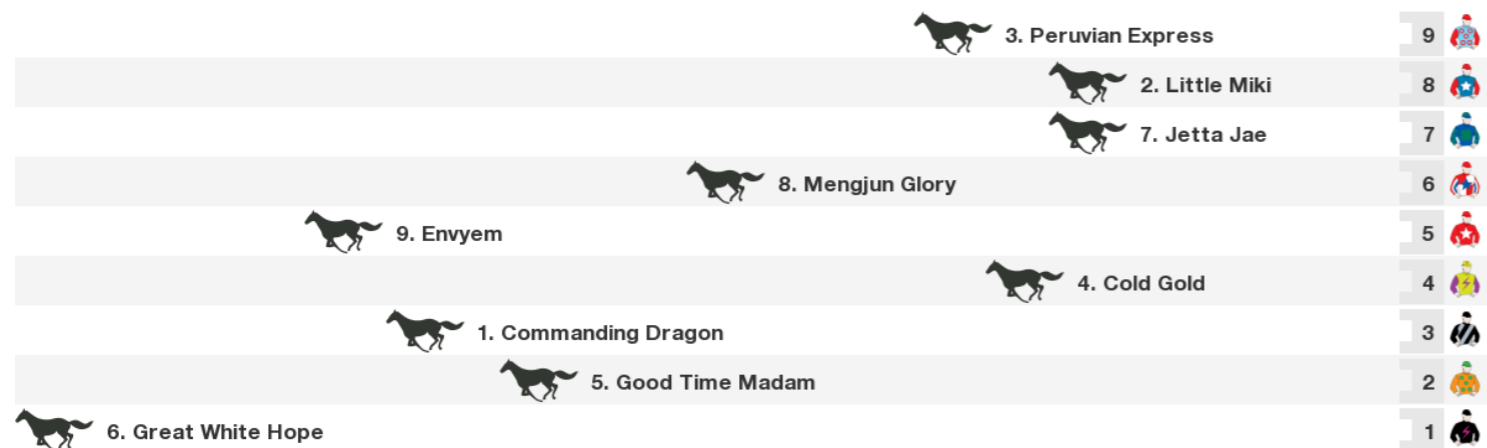 3. Peruvian Express 9
2. Little Miki 8
7. Jetta Jae 7
8. Mengjun Glory 6
9. Envyem 5
4. Cold Gold 4
1. Commanding Dragon 3
5. Good Time Madam 2
6. Great White Hope 1